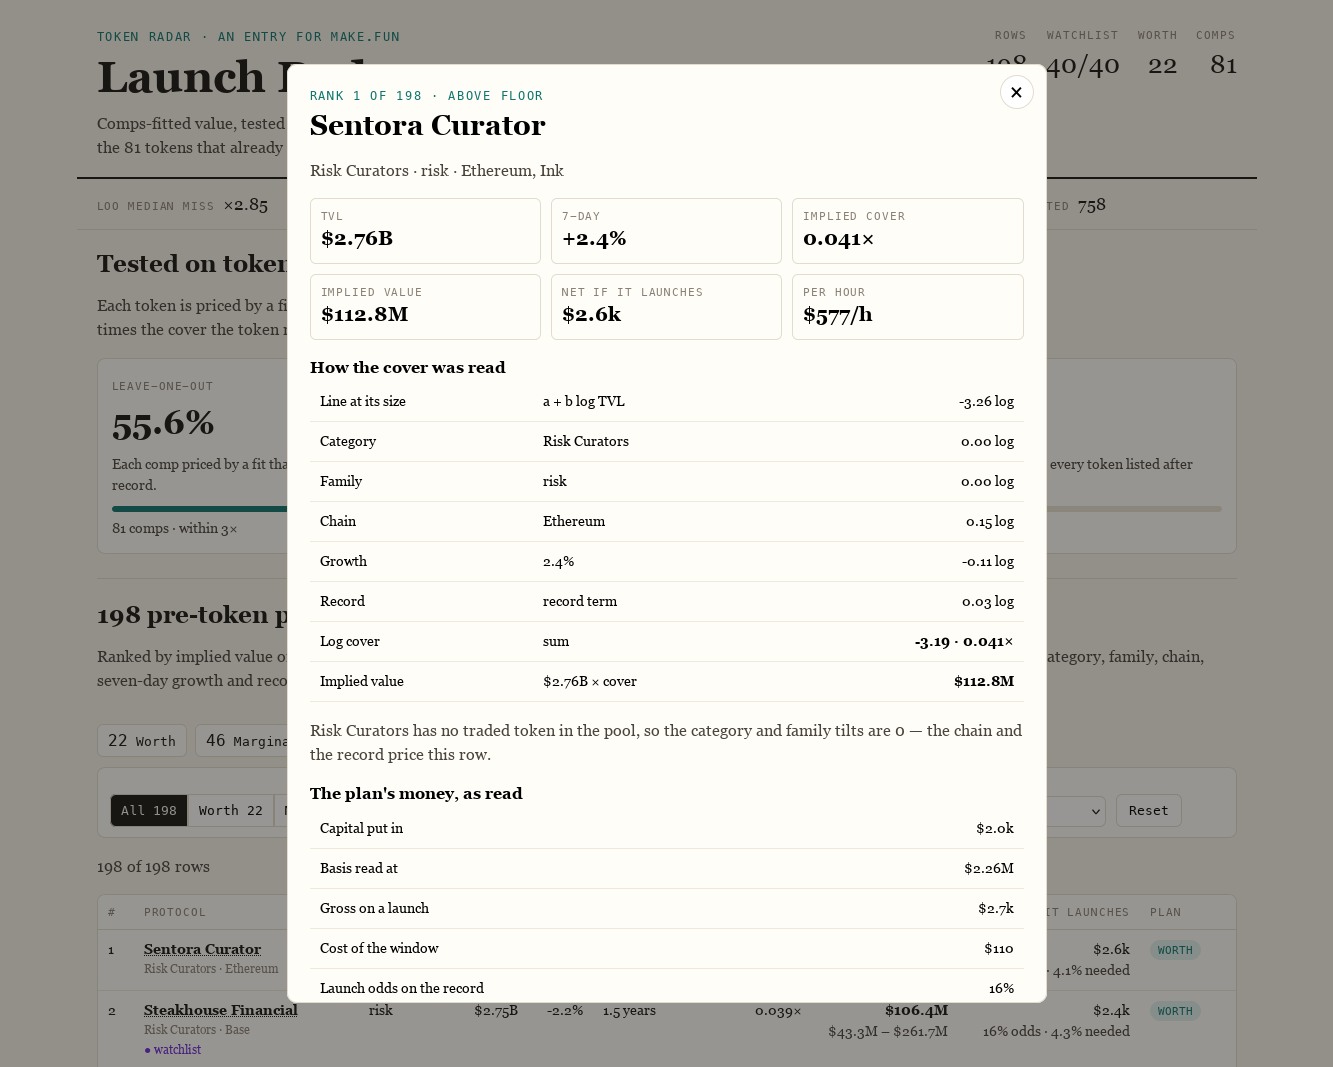 TOKEN RADAR · AN ENTRY FOR MAKE.FUN
ROWS WATCHLIST WORTH COMPS
Launch
198 40/40 22 81
Comps-fitted value, tested
the 81 tokens that already
LOO MEDIAN MISS ×2.85
758
Tested on
Each token is priced by a
times the cover the token
LEAVE-ONE-OUT
55.6%
Each comp priced by a fit
every token listed after
record.
81 comps · within 3×
198 pre-token
Ranked by implied value
category, family, chain,
seven-day growth and
22 Worth 46
All 198 Worth 22
Reset
198 of 198 rows
# PROTOCOL IT LAUNCHES PLAN
1 Sentora Curator $2.6k WORTH
Risk Curators · Ethereum · 4.1% needed
2 Steakhouse Financial risk $2.75B -2.2% 1.5 years 0.039× $106.4M $2.4k WORTH
Risk Curators · Base $43.3M – $261.7M 16% odds · 4.3% needed
● watchlist
RANK 1 OF 198 · ABOVE FLOOR
×
Sentora Curator
Risk Curators · risk · Ethereum, Ink
TVL 7-DAY IMPLIED COVER
$2.76B +2.4% 0.041×
IMPLIED VALUE NET IF IT LAUNCHES PER HOUR
$112.8M $2.6k $577/h
How the cover was read
Line at its size a + b log TVL -3.26 log
Category Risk Curators 0.00 log
Family risk 0.00 log
Chain Ethereum 0.15 log
Growth 2.4% -0.11 log
Record record term 0.03 log
Log cover sum -3.19 · 0.041×
Implied value $2.76B × cover $112.8M
Risk Curators has no traded token in the pool, so the category and family tilts are 0 — the chain and
the record price this row.
The plan's money, as read
Capital put in $2.0k
Basis read at $2.26M
Gross on a launch $2.7k
Cost of the window $110
Launch odds on the record 16%